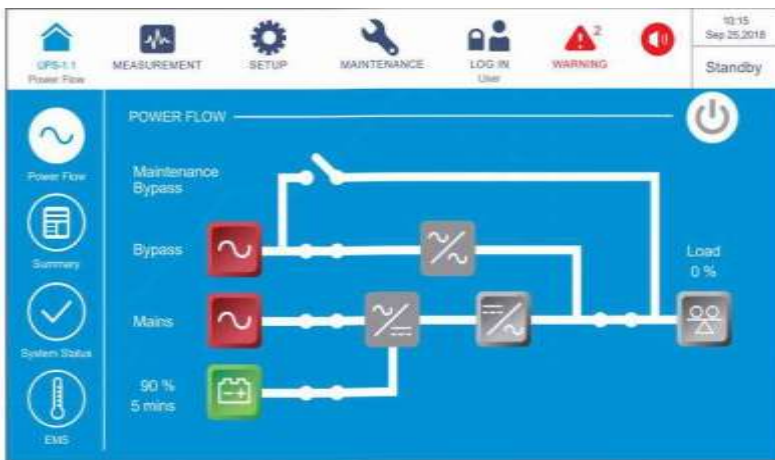 UPS-1.1
Power Flow
MEASUREMENT
SETUP
MAINTENANCE
LOG IN
User
WARNING
2
10:15
Sep 25,2018
Standby
Power Flow
Summary
System Status
EMS
POWER FLOW
Maintenance
Bypass
Bypass
Mains
90 %
5 mins
Load
0 %